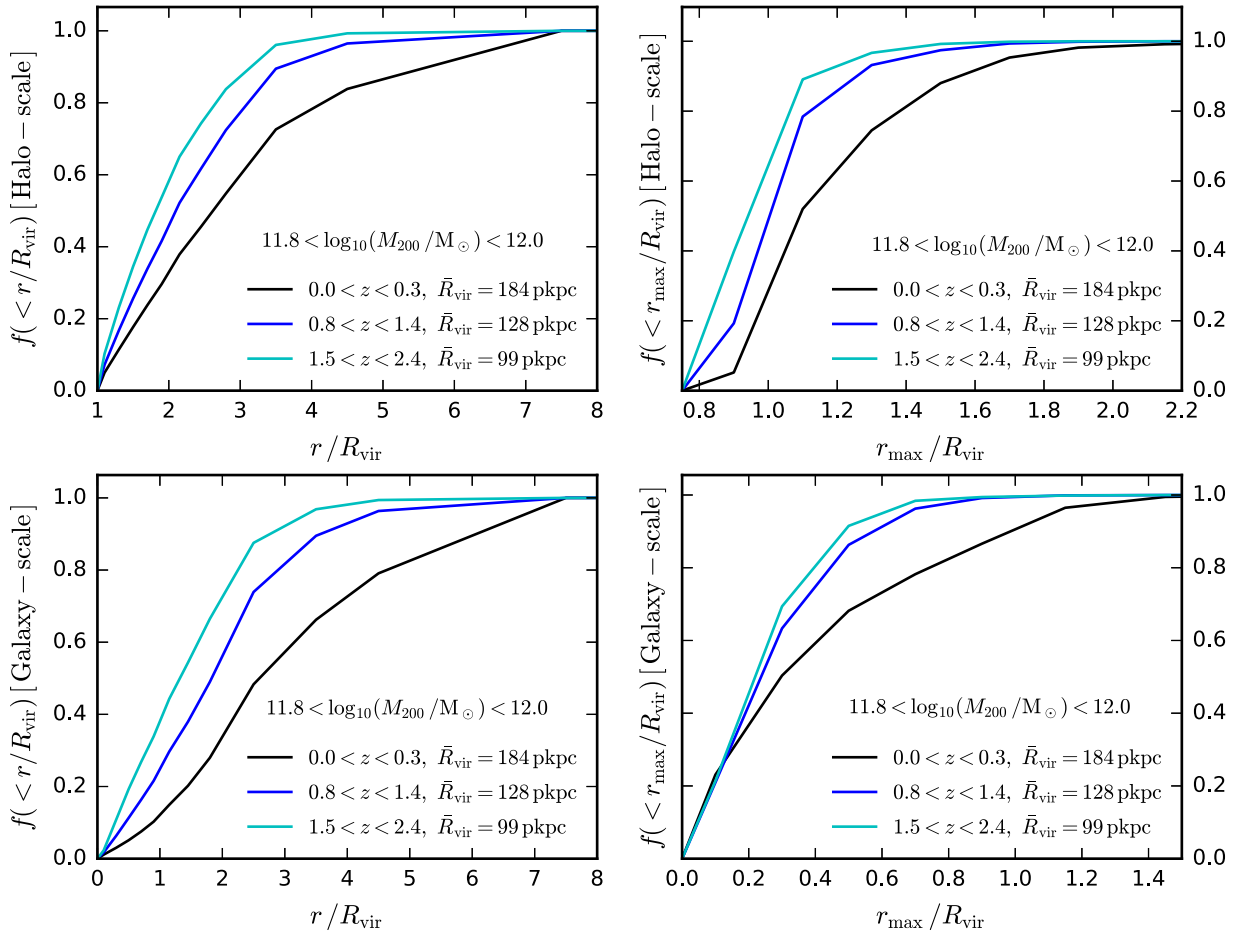 f(< r/R_vir) [Halo − scale]
1.0
0.8
0.6
0.4
0.2
0.0
11.8 < log₁₀(M₂₀₀/M⊙) < 12.0
0.0 < z < 0.3, R̄_vir = 184 pkpc
0.8 < z < 1.4, R̄_vir = 128 pkpc
1.5 < z < 2.4, R̄_vir = 99 pkpc
1 2 3 4 5 6 7 8
r/R_vir
f(< r_max/R_vir) [Halo − scale]
1.0
0.8
0.6
0.4
0.2
0.0
11.8 < log₁₀(M₂₀₀/M⊙) < 12.0
0.0 < z < 0.3, R̄_vir = 184 pkpc
0.8 < z < 1.4, R̄_vir = 128 pkpc
1.5 < z < 2.4, R̄_vir = 99 pkpc
0.8 1.0 1.2 1.4 1.6 1.8 2.0 2.2
r_max/R_vir
f(< r/R_vir) [Galaxy − scale]
1.0
0.8
0.6
0.4
0.2
0.0
11.8 < log₁₀(M₂₀₀/M⊙) < 12.0
0.0 < z < 0.3, R̄_vir = 184 pkpc
0.8 < z < 1.4, R̄_vir = 128 pkpc
1.5 < z < 2.4, R̄_vir = 99 pkpc
0 1 2 3 4 5 6 7 8
r/R_vir
f(< r_max/R_vir) [Galaxy − scale]
1.0
0.8
0.6
0.4
0.2
0.0
11.8 < log₁₀(M₂₀₀/M⊙) < 12.0
0.0 < z < 0.3, R̄_vir = 184 pkpc
0.8 < z < 1.4, R̄_vir = 128 pkpc
1.5 < z < 2.4, R̄_vir = 99 pkpc
0.0 0.2 0.4 0.6 0.8 1.0 1.2 1.4
r_max/R_vir